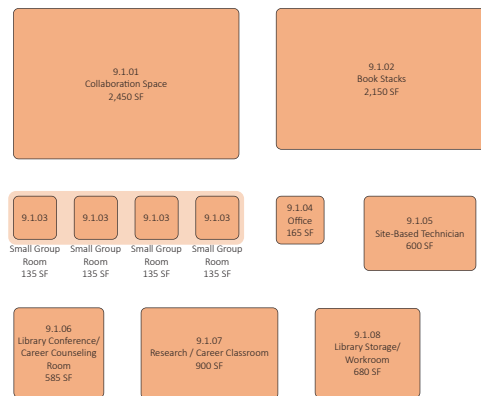 9.1.01
Collaboration Space
2,450 SF
9.1.02
Book Stacks
2,150 SF
9.1.03
Small Group
Room
135 SF
9.1.03
Small Group
Room
135 SF
9.1.03
Small Group
Room
135 SF
9.1.03
Small Group
Room
135 SF
9.1.04
Office
165 SF
9.1.05
Site-Based Technician
600 SF
9.1.06
Library Conference/
Career Counseling
Room
585 SF
9.1.07
Research / Career Classroom
900 SF
9.1.08
Library Storage/
Workroom
680 SF